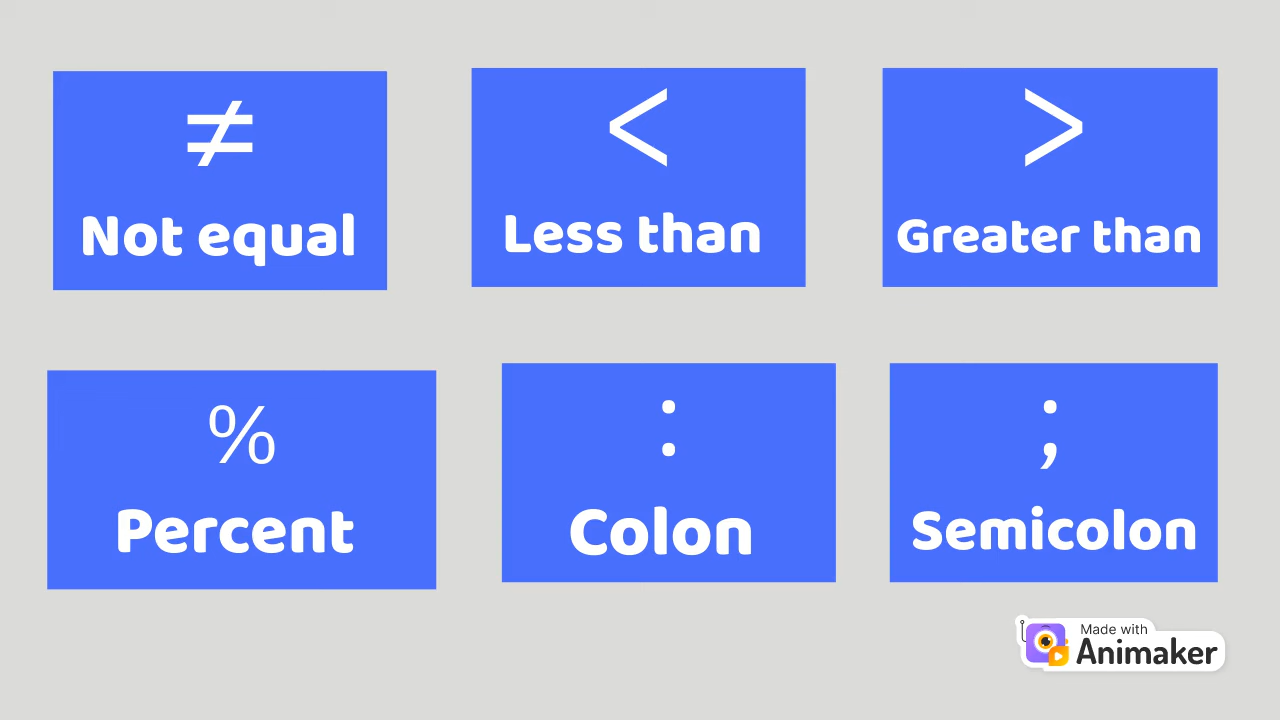 ≠
Not equal
<
Less than
>
Greater than
%
Percent
:
Colon
;
Semicolon
Made with
Animaker